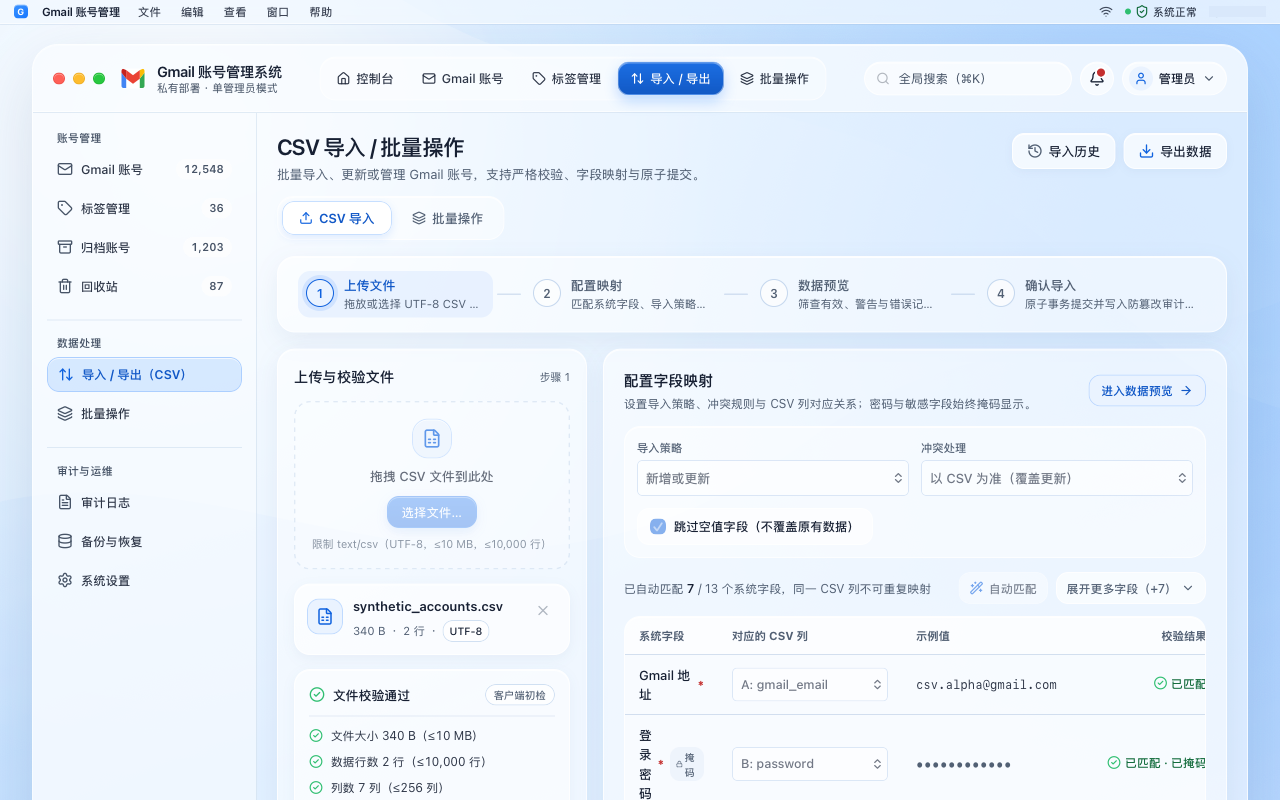 G Gmail 账号管理 文件 编辑 查看 窗口 帮助 系统正常
Gmail 账号管理系统
私有部署 · 单管理员模式
控制台 Gmail 账号 标签管理 导入 / 导出 批量操作
全局搜索（⌘K）
管理员
账号管理
Gmail 账号 12,548
标签管理 36
归档账号 1,203
回收站 87
数据处理
导入 / 导出（CSV）
批量操作
审计与运维
审计日志
备份与恢复
系统设置
CSV 导入 / 批量操作
批量导入、更新或管理 Gmail 账号，支持严格校验、字段映射与原子提交。
导入历史 导出数据
CSV 导入 批量操作
1 上传文件
拖放或选择 UTF-8 CSV ...
2 配置映射
匹配系统字段、导入策略...
3 数据预览
筛查有效、警告与错误记...
4 确认导入
原子事务提交并写入防篡改审计...
上传与校验文件 步骤 1
拖拽 CSV 文件到此处
选择文件...
限制 text/csv（UTF-8，≤10 MB，≤10,000 行）
synthetic_accounts.csv
340 B · 2 行 · UTF-8
文件校验通过 客户端初检
文件大小 340 B（≤10 MB）
数据行数 2 行（≤10,000 行）
列数 7 列（≤256 列）
配置字段映射
设置导入策略、冲突规则与 CSV 列对应关系；密码与敏感字段始终掩码显示。
进入数据预览
导入策略 冲突处理
新增或更新 以 CSV 为准（覆盖更新）
跳过空值字段（不覆盖原有数据）
已自动匹配 7 / 13 个系统字段，同一 CSV 列不可重复映射
自动匹配 展开更多字段（+7）
系统字段 对应的 CSV 列 示例值 校验结果
Gmail 地址 * A: gmail_email csv.alpha@gmail.com 已匹配
登录密码 * 掩码 B: password ●●●●●●●●●●●● 已匹配 · 已掩码